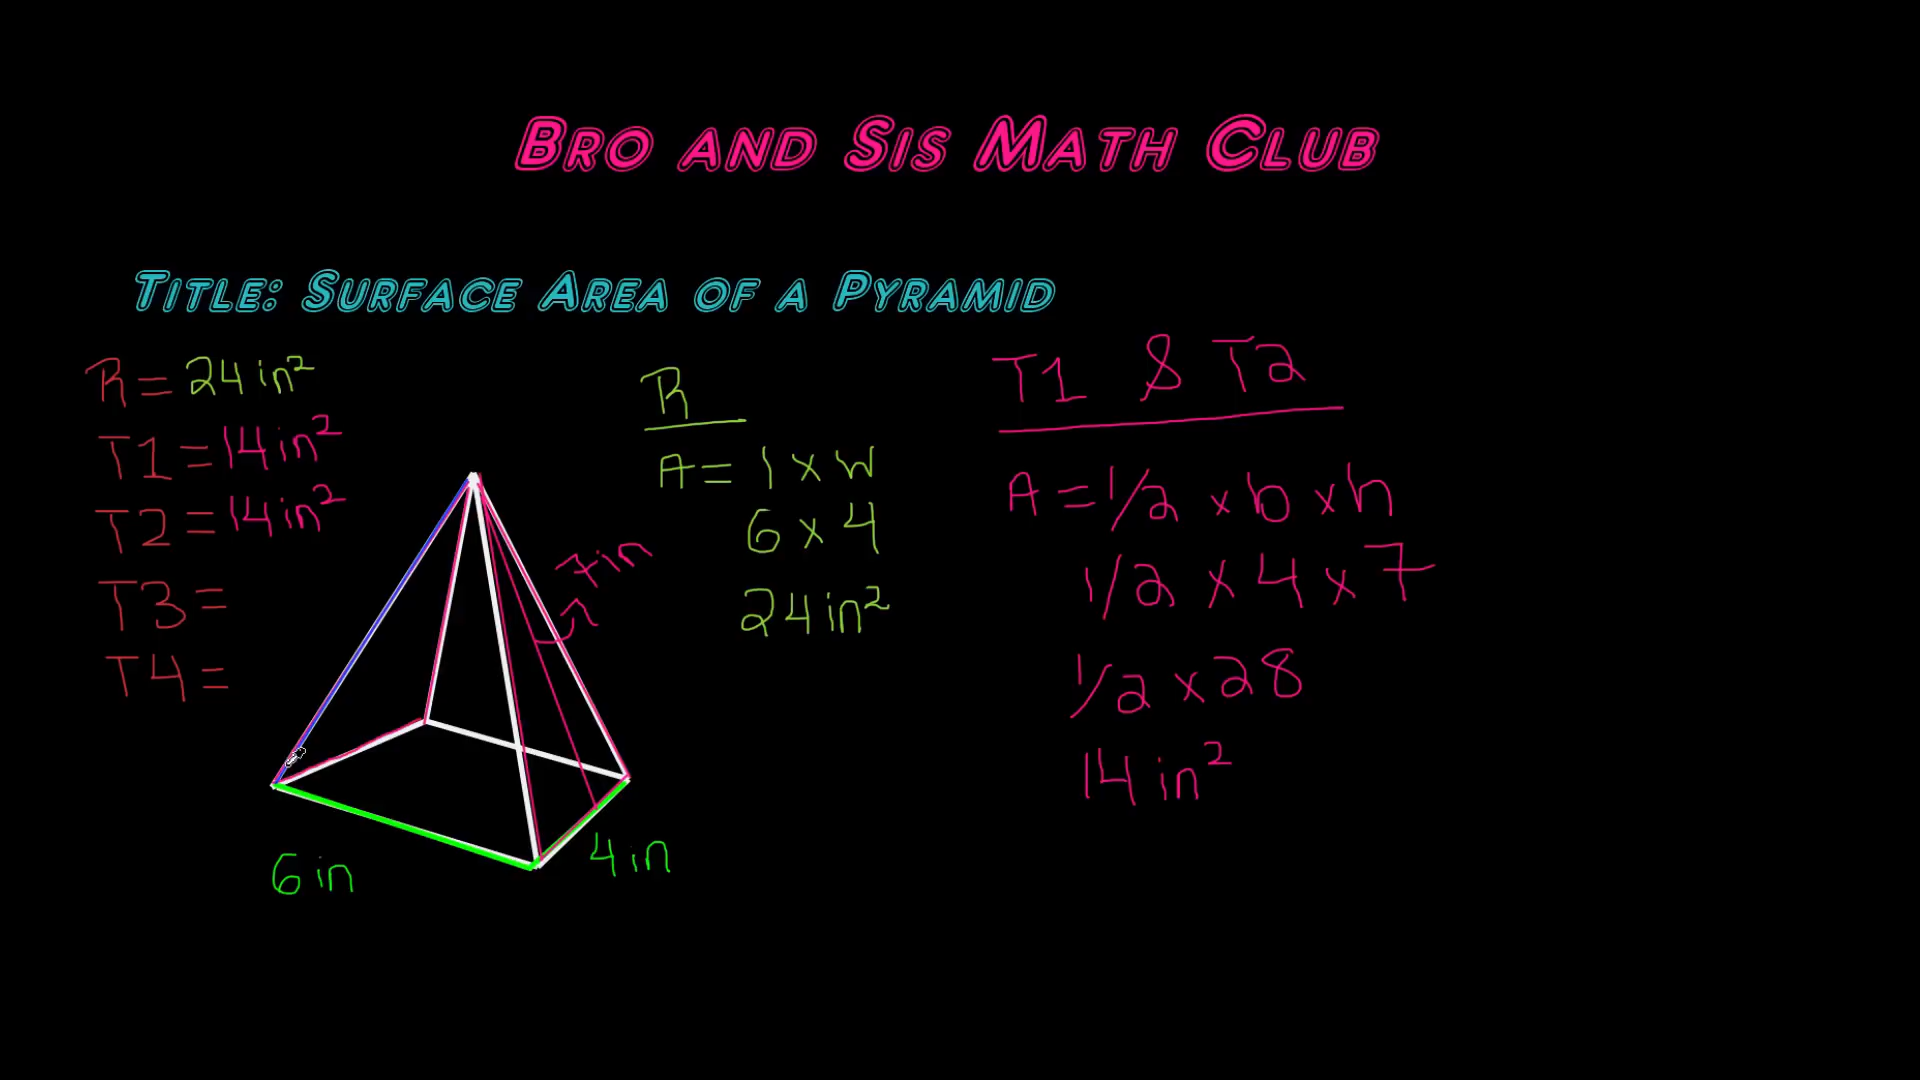 Bro and Sis Math Club
Title: Surface Area of a Pyramid
R = 24 in²
T1 = 14 in²
T2 = 14 in²
T3 =
T4 =
7in
6 in
4 in
R
A = l x w
6 x 4
24 in²
T1 & T2
A = 1/2 x b x h
1/2 x 4 x 7
1/2 x 28
14 in²